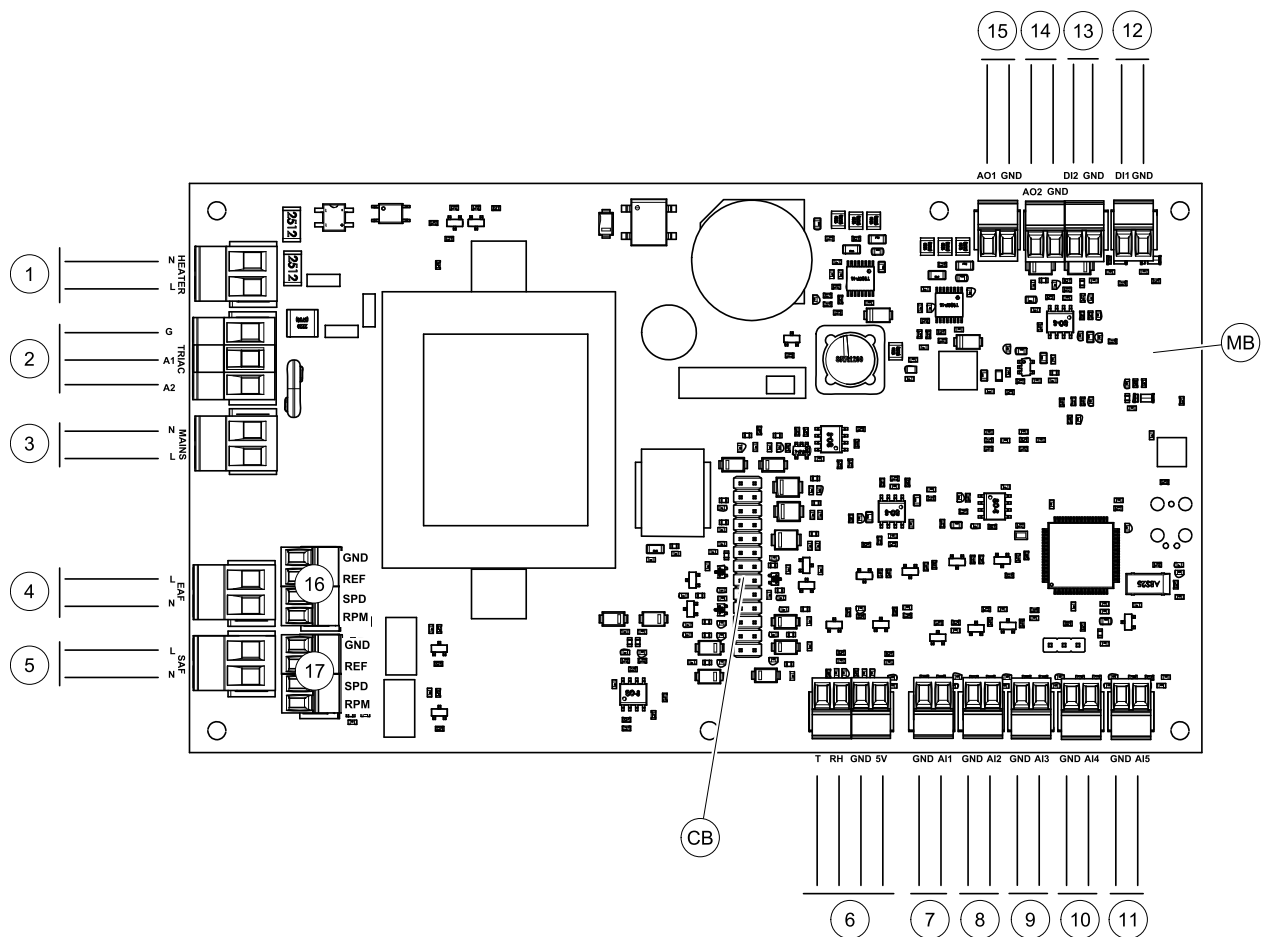 15 14 13 12
AO1 GND DI2 GND DI1 GND
AO2 GND
2512
2512
1
N
L
HEATER
2
G
A1
A2
TRIAC
3
N
L
MAINS
MB
4
L
N
EAF
16
GND
REF
SPD
RPM
5
L
N
SAF
17
GND
REF
SPD
RPM
T RH GND 5V GND AI1 GND AI2 GND AI3 GND AI4 GND AI5
CB
6 7 8 9 10 11